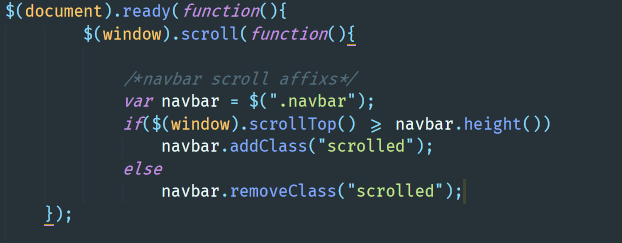 $(document).ready(function(){
$(window).scroll(function(){
/*navbar scroll affixs*/
var navbar = $(".navbar");
if($(window).scrollTop() >= navbar.height())
navbar.addClass("scrolled");
else
navbar.removeClass("scrolled");
});